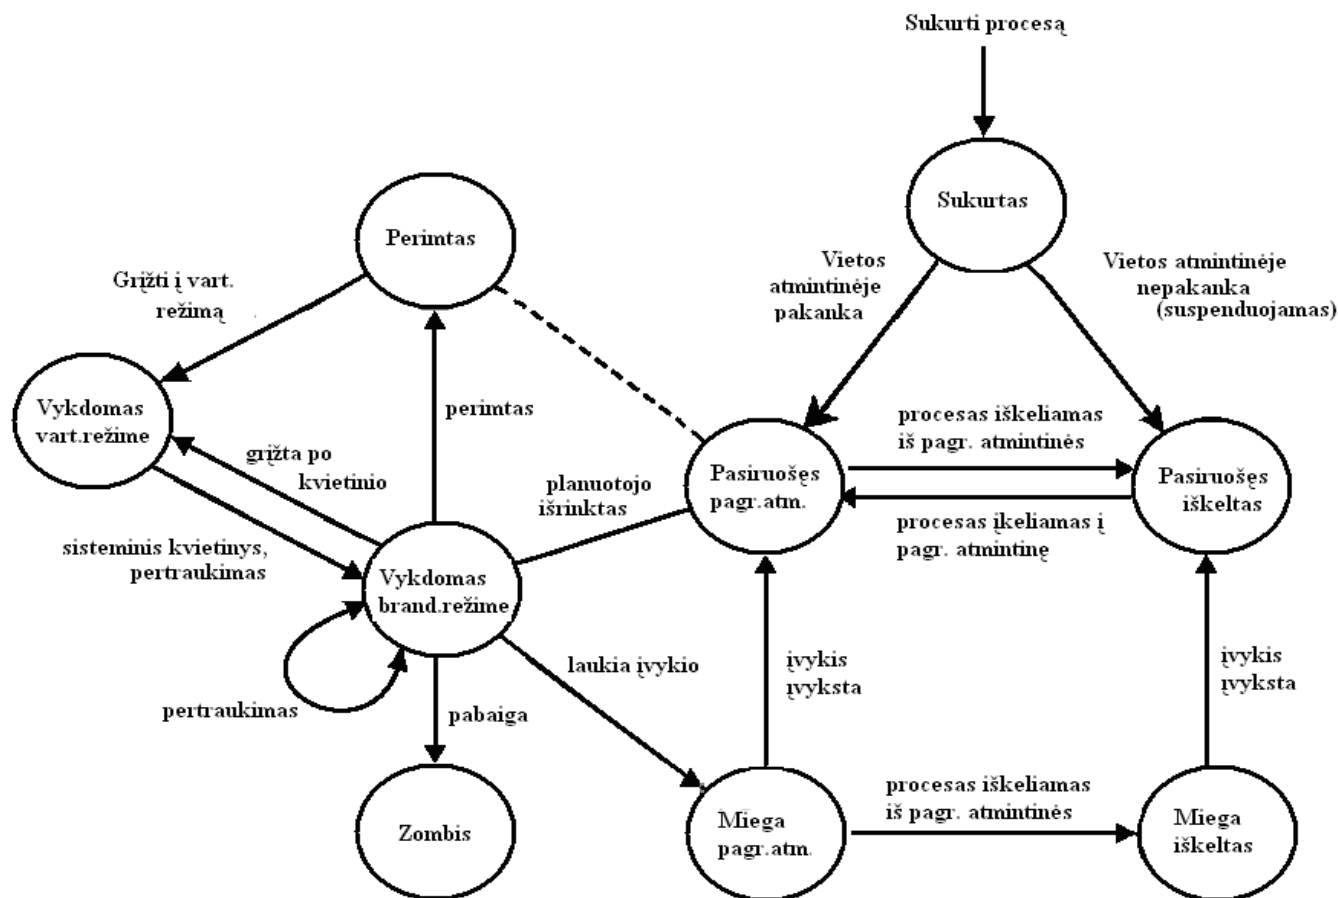 Sukurti procesą
Sukurtas
Perimtas
Vietos
atmintinėje
pakanka
Vietos atmintinėje
nepakanka
(suspenduojamas)
Grįžti į vart.
režimą
Vykdomas
vart.režime
perimtas
grįžta po
kvietinio
planuotojo
išrinktas
Pasiruošęs
pagr.atm.
procesas iškeliamas
iš pagr. atmintinės
Pasiruošęs
iškeltas
procesas įkeliamas į
pagr. atmintinę
sisteminis kvietinys,
pertraukimas
Vykdomas
brand.režime
laukia įvykio
įvykis
įvyksta
įvykis
įvyksta
pertraukimas
pabaiga
Zombis
Miega
pagr.atm.
procesas iškeliamas
iš pagr. atmintinės
Miega
iškeltas